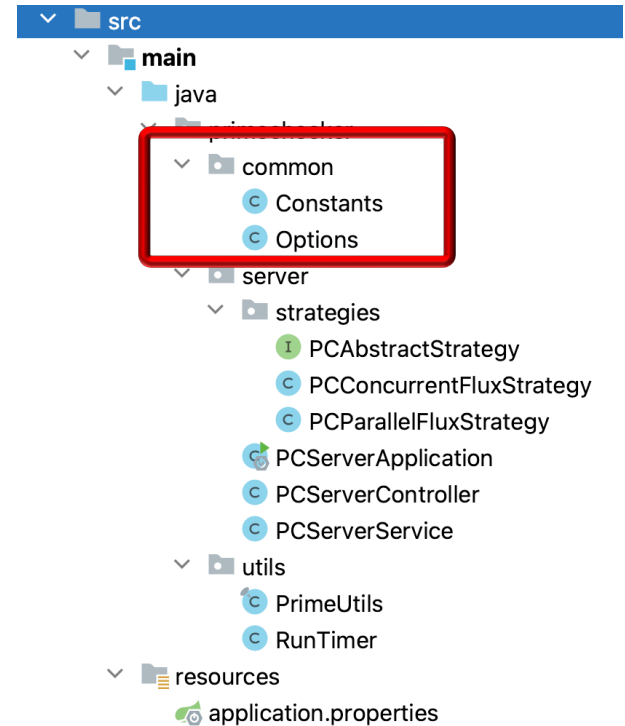 src
main
java
primechecker
common
Constants
Options
server
strategies
I PCAbstractStrategy
C PCConcurrentFluxStrategy
C PCParallelFluxStrategy
C PCServerApplication
C PCServerController
C PCServerService
utils
C PrimeUtils
C RunTimer
resources
application.properties